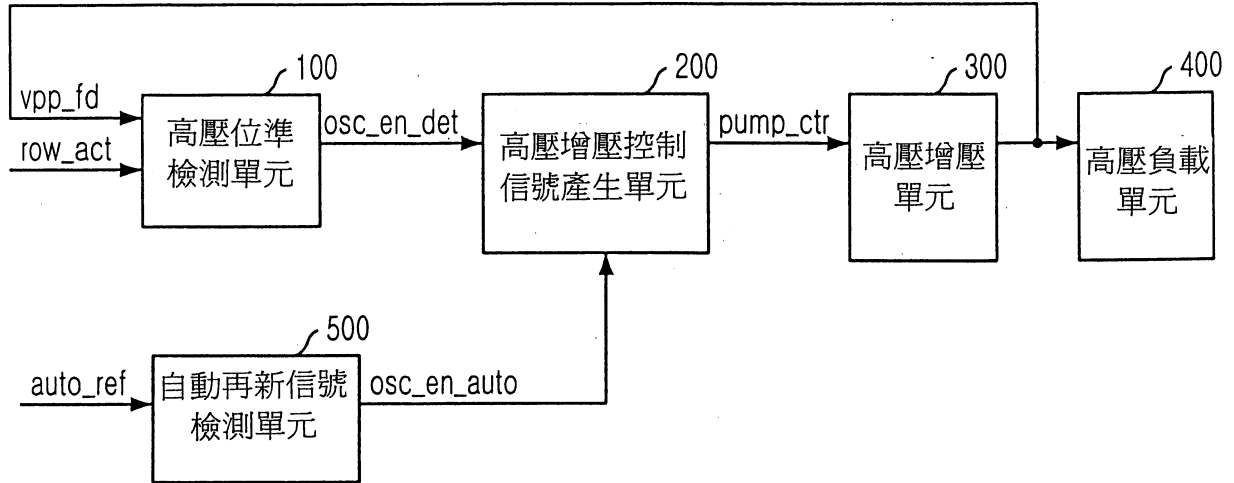 100
vpp_fd
row_act
高壓位準
檢測單元
osc_en_det
200
高壓增壓控制
信號產生單元
pump_ctr
300
高壓增壓
單元
400
高壓負載
單元
500
auto_ref
自動再新信號
檢測單元
osc_en_auto